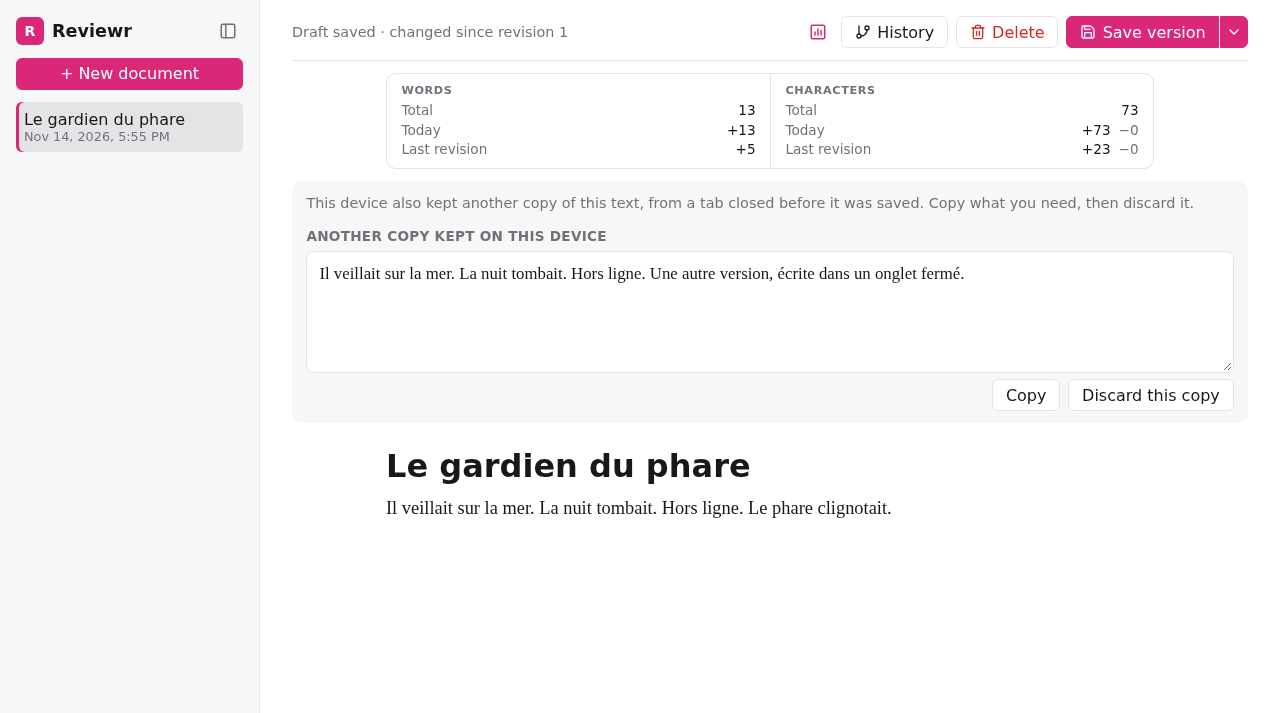 R Reviewr
+ New document
Le gardien du phare
Nov 14, 2026, 5:55 PM
Draft saved · changed since revision 1
History
Delete
Save version
WORDS
Total 13
Today +13
Last revision +5
CHARACTERS
Total 73
Today +73 −0
Last revision +23 −0
This device also kept another copy of this text, from a tab closed before it was saved. Copy what you need, then discard it.
ANOTHER COPY KEPT ON THIS DEVICE
Il veillait sur la mer. La nuit tombait. Hors ligne. Une autre version, écrite dans un onglet fermé.
Copy
Discard this copy
Le gardien du phare
Il veillait sur la mer. La nuit tombait. Hors ligne. Le phare clignotait.